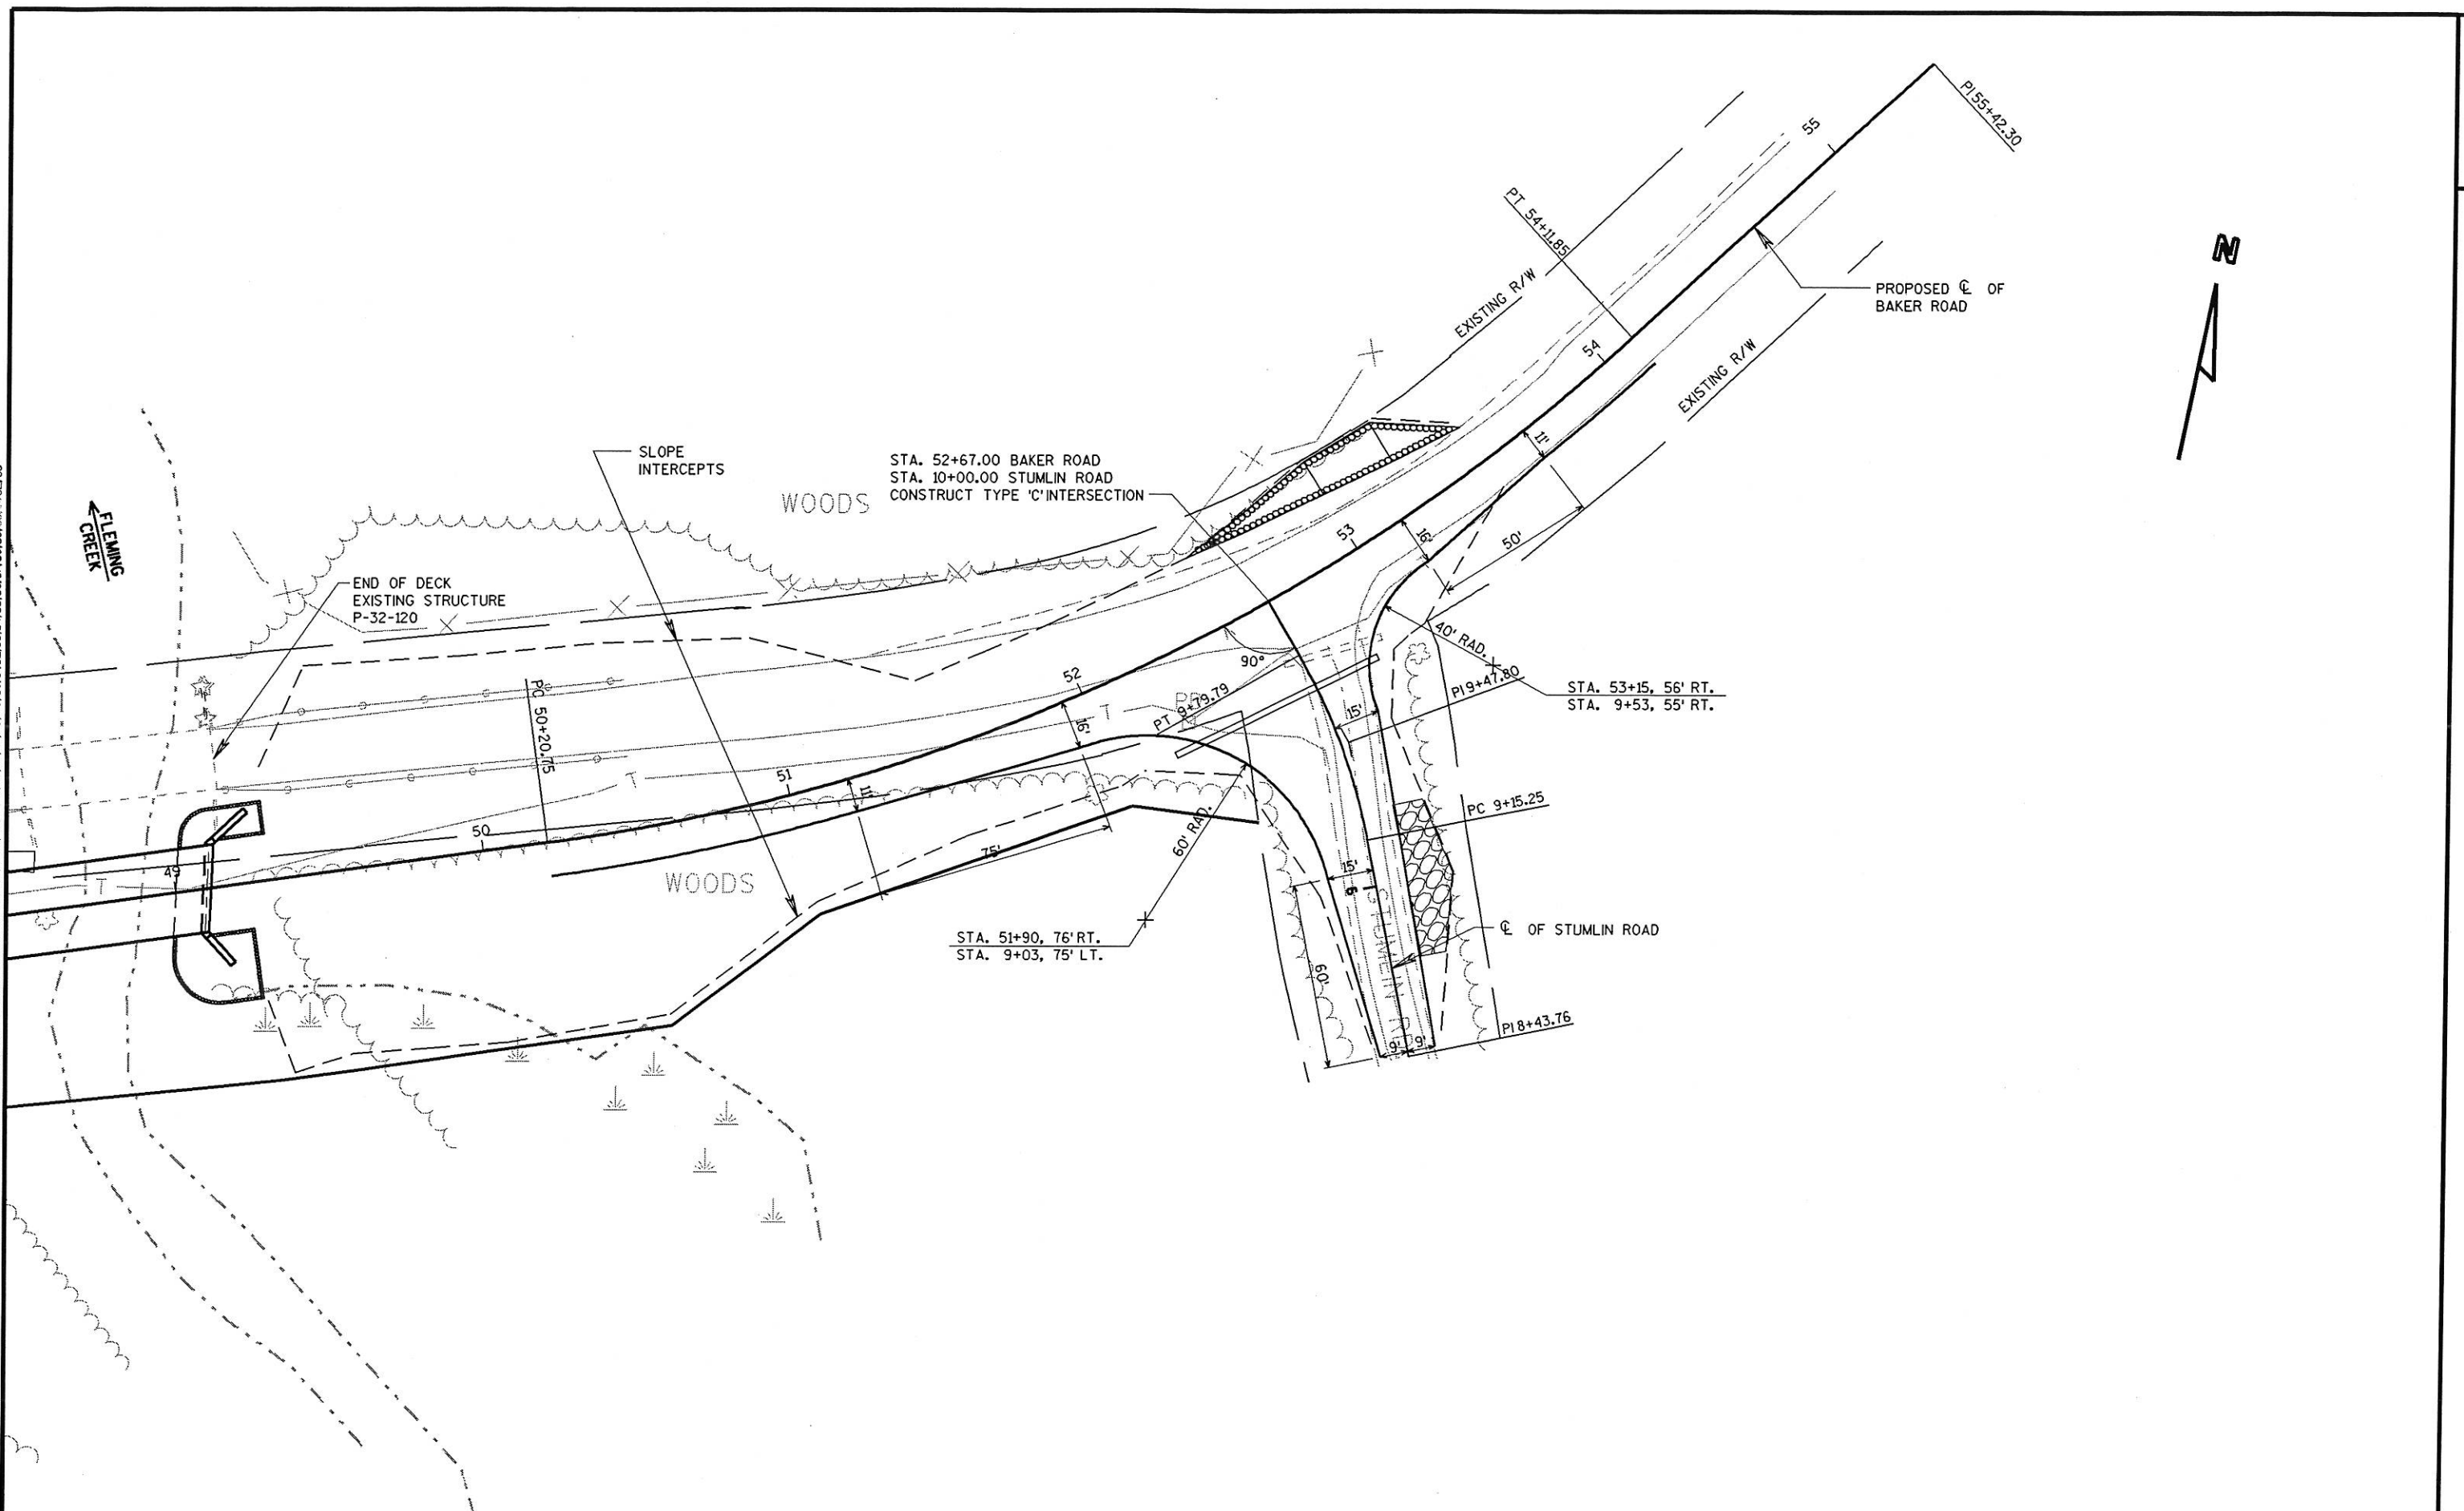 PI 55+42.30
55
N
PT 54+11.85
PROPOSED ℄ OF
BAKER ROAD
EXISTING R/W
54
EXISTING R/W
11'
SLOPE
INTERCEPTS
STA. 52+67.00 BAKER ROAD
STA. 10+00.00 STUMLIN ROAD
CONSTRUCT TYPE 'C' INTERSECTION
WOODS
53
16'
50'
FLEMING
CREEK
END OF DECK
EXISTING STRUCTURE
P-32-120
40' RAD.
90°
52
PI 9+47.80
STA. 53+15, 56' RT.
STA. 9+53, 55' RT.
PC 50+20.75
PT 9+79.79
16'
15'
T
T
51
11'
PC 9+15.25
50
60' RAD.
75'
49
T
WOODS
15'
9
STA. 51+90, 76' RT.
STA. 9+03, 75' LT.
℄ OF STUMLIN ROAD
STUMLIN RD
60'
PI 8+43.76
9'
9'